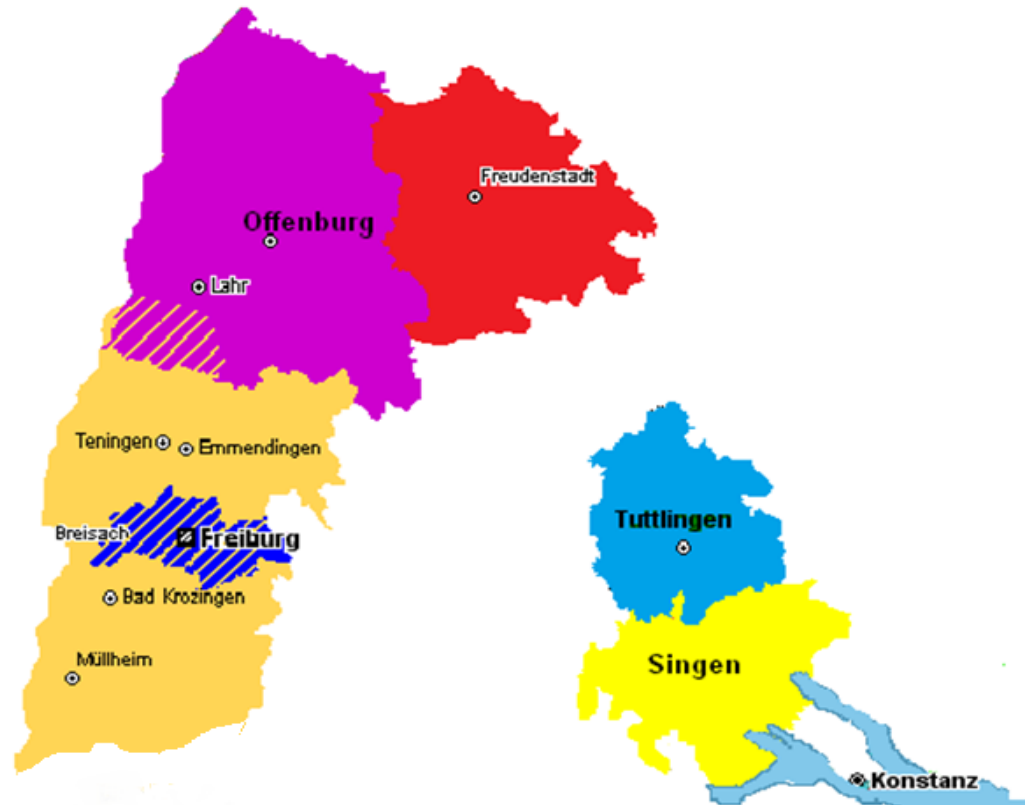 Freudenstadt
Offenburg
Lahr
Teningen
Emmendingen
Breisach
Freiburg
Tuttlingen
Bad Krozingen
Müllheim
Singen
Konstanz